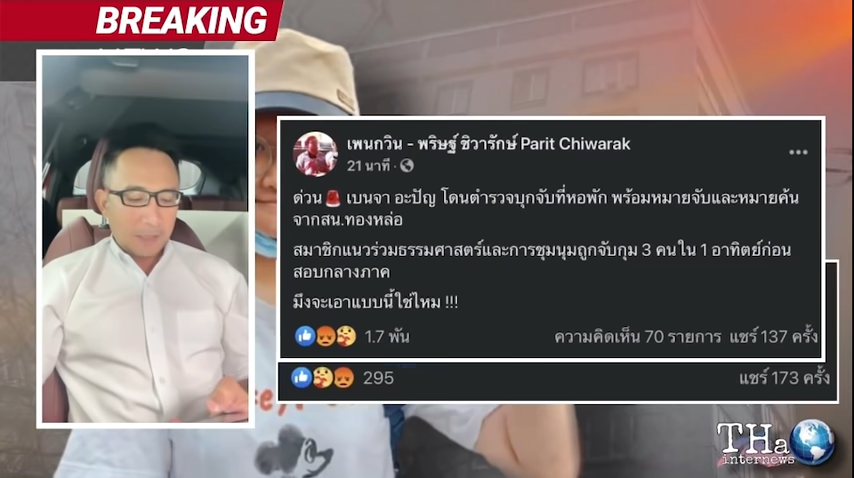 BREAKING
เพนกวิน - พริษฐ์ ชิวารักษ์ Parit Chiwarak
21 นาที ·
ด่วน🚨 เบนจา อะปัญ โดนตำรวจบุกจับที่หอพัก พร้อมหมายจับและหมายค้น
จากสน.ทองหล่อ
สมาชิกแนวร่วมธรรมศาสตร์และการชุมนุมถูกจับกุม 3 คนใน 1 อาทิตย์ก่อน
สอบกลางภาค
มึงจะเอาแบบนี้ใช่ไหม !!!
1.7 พัน ความคิดเห็น 70 รายการ แชร์ 137 ครั้ง
295 แชร์ 173 ครั้ง
THa
internews